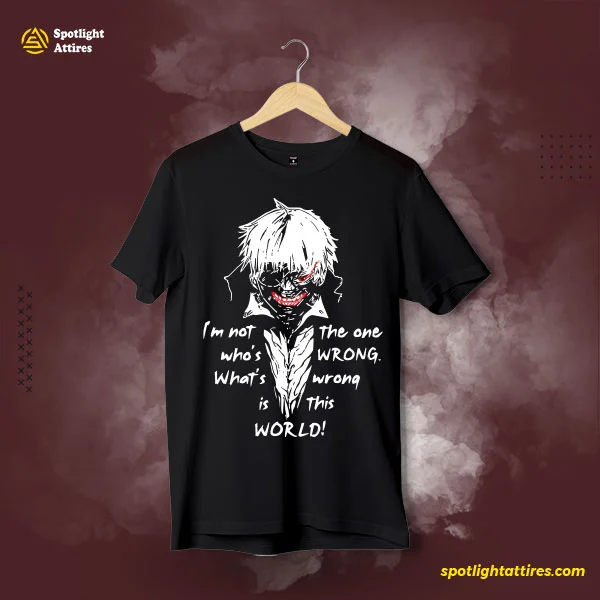 Spotlight
Attires
I'm not the one
who's WRONG.
What's wrong
is this
WORLD!
spotlightattires.com